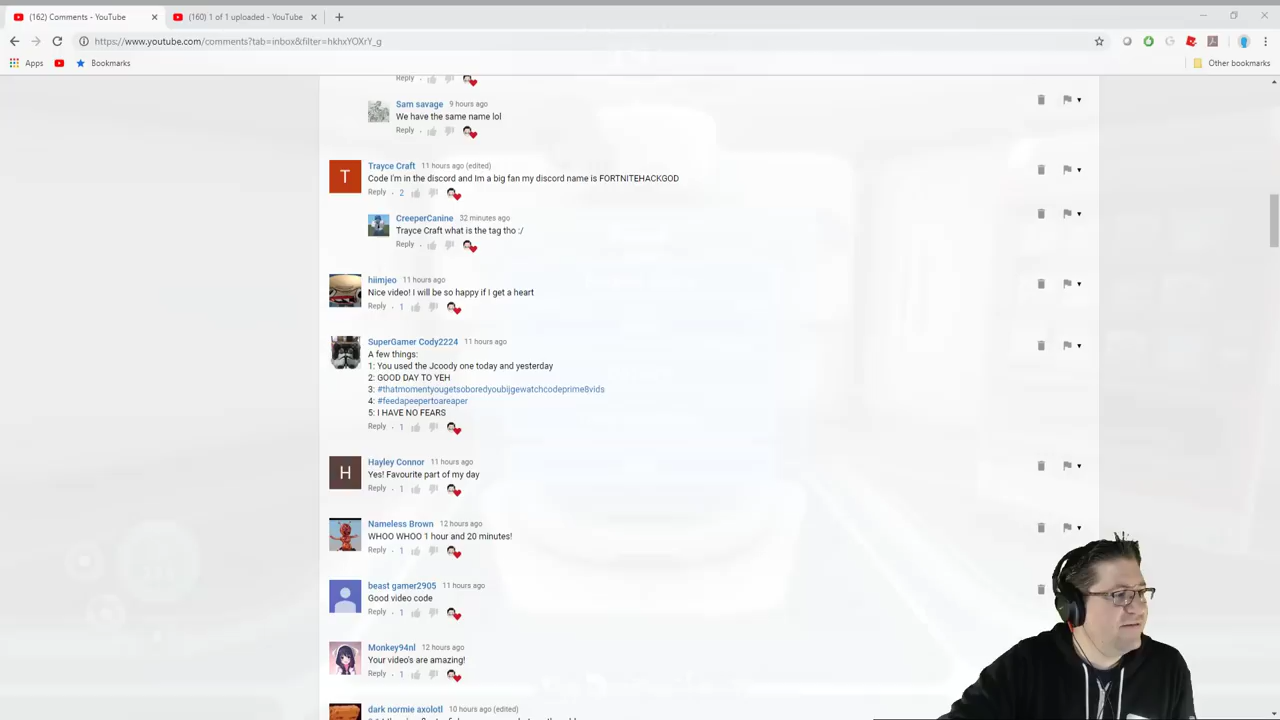 (162) Comments - YouTube
(160) 1 of 1 uploaded - YouTube
https://www.youtube.com/comments?tab=inbox&filter=hkhxYOXrY_g
Apps
Bookmarks
Other bookmarks
Reply
Sam savage 9 hours ago
We have the same name lol
Reply
T
Trayce Craft 11 hours ago (edited)
Code I'm in the discord and Im a big fan my discord name is FORTNITEHACKGOD
Reply 2
CreeperCanine 32 minutes ago
Trayce Craft what is the tag tho :/
Reply
hiimjeo 11 hours ago
Nice video! I will be so happy if I get a heart
Reply 1
SuperGamer Cody2224 11 hours ago
A few things:
1: You used the Jcoody one today and yesterday
2: GOOD DAY TO YEH
3: #thatmomentyougetsoboredyoubijgewatchcodeprime8vids
4: #feedapeepertoareaper
5: I HAVE NO FEARS
Reply 1
H
Hayley Connor 11 hours ago
Yes! Favourite part of my day
Reply 1
Nameless Brown 12 hours ago
WHOO WHOO 1 hour and 20 minutes!
Reply 1
beast gamer2905 11 hours ago
Good video code
Reply 1
Monkey94nl 12 hours ago
Your video's are amazing!
Reply 1
dark normie axolotl 10 hours ago (edited)